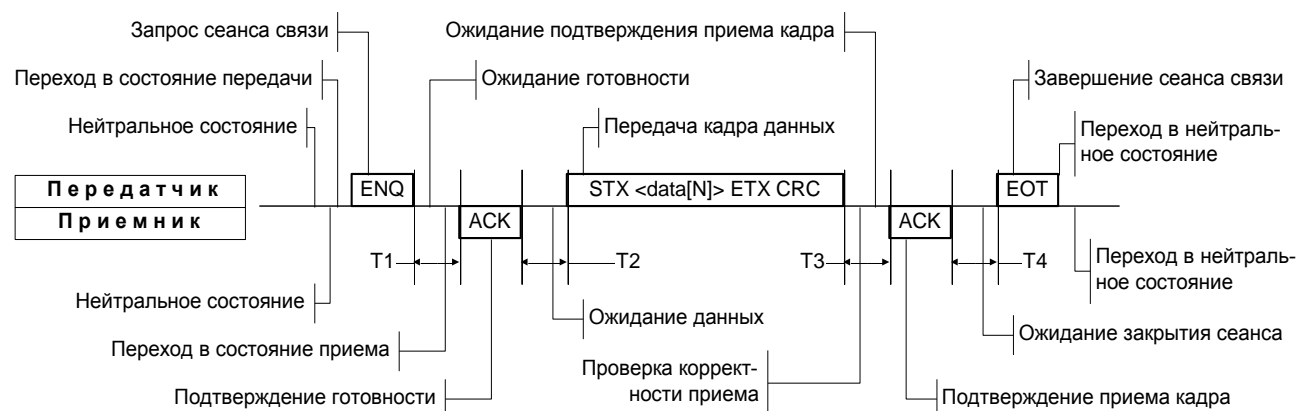 Запрос сеанса связи
Ожидание подтверждения приема кадра
Переход в состояние передачи
Ожидание готовности
Завершение сеанса связи
Нейтральное состояние
Передача кадра данных
Переход в нейтраль-
ное состояние
Передатчик
ENQ
STX <data[N]> ETX CRC
EOT
Приемник
ACK
ACK
T1
T2
T3
T4
Переход в нейтраль-
ное состояние
Нейтральное состояние
Ожидание данных
Ожидание закрытия сеанса
Переход в состояние приема
Проверка коррект-
ности приема
Подтверждение готовности
Подтверждение приема кадра